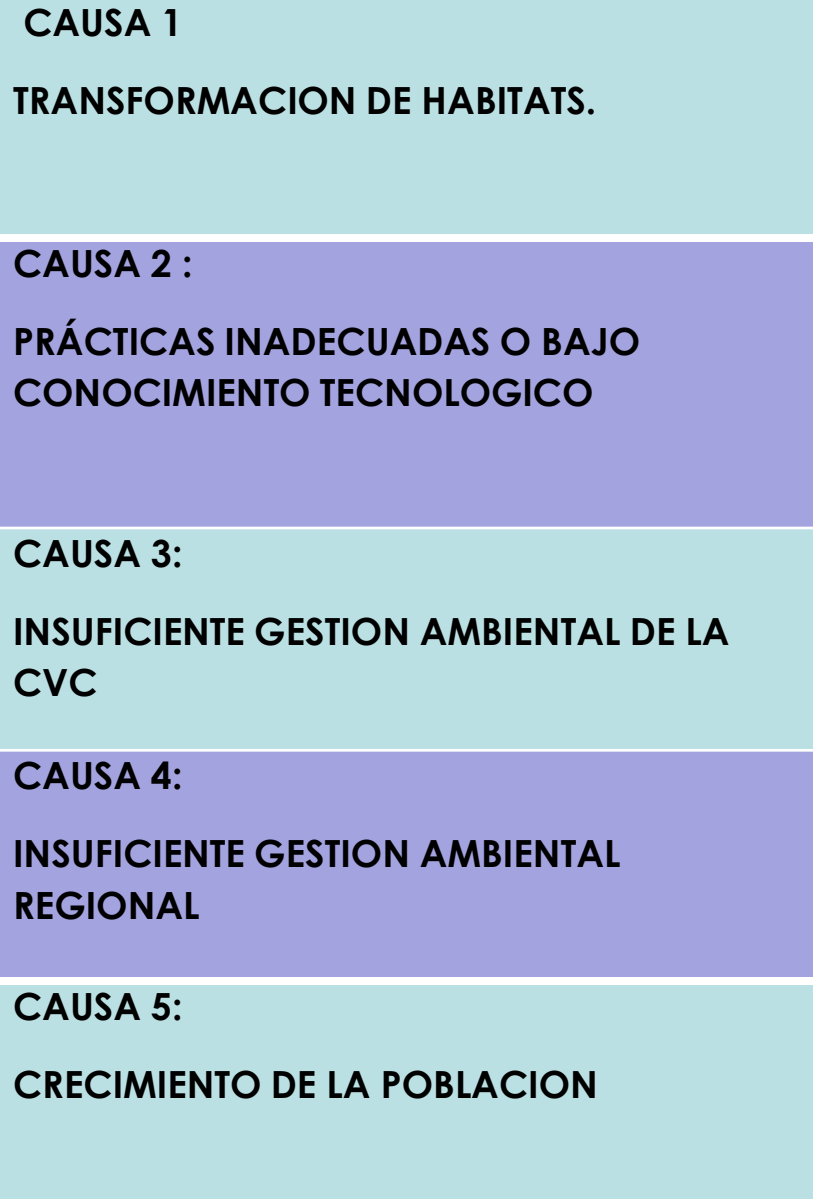 CAUSA 1
TRANSFORMACION DE HABITATS.
CAUSA 2 :
PRÁCTICAS INADECUADAS O BAJO
CONOCIMIENTO TECNOLOGICO
CAUSA 3:
INSUFICIENTE GESTION AMBIENTAL DE LA
CVC
CAUSA 4:
INSUFICIENTE GESTION AMBIENTAL
REGIONAL
CAUSA 5:
CRECIMIENTO DE LA POBLACION